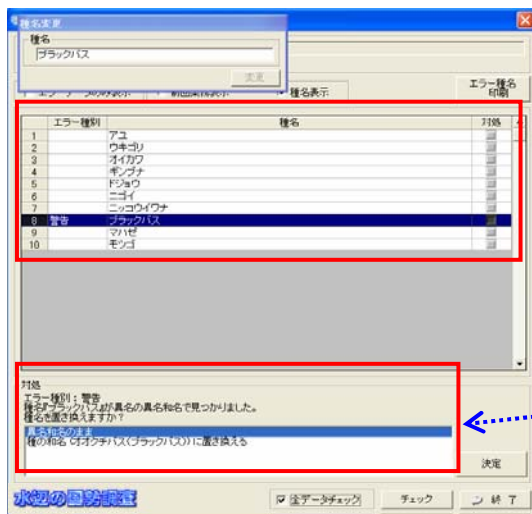 種名変更
種名
ブラックバス
変更
種名表示
エラー種名
印刷
エラー種別 種名 対処
1 アユ
2 ウキゴリ
3 オイカワ
4 ギンブナ
5 ドジョウ
6 ニゴイ
7 ニッコウイワナ
8 警告 ブラックバス
9 マハゼ
10 モツゴ
対処
エラー種別：警告
種名『ブラックバス』が異名の異名和名で見つかりました。
種名を置き換えますか？
異名和名のまま
種の和名（オオクチバス(ブラックバス)）に置き換える
決定
水辺の国勢調査
全データチェック
チェック
終了